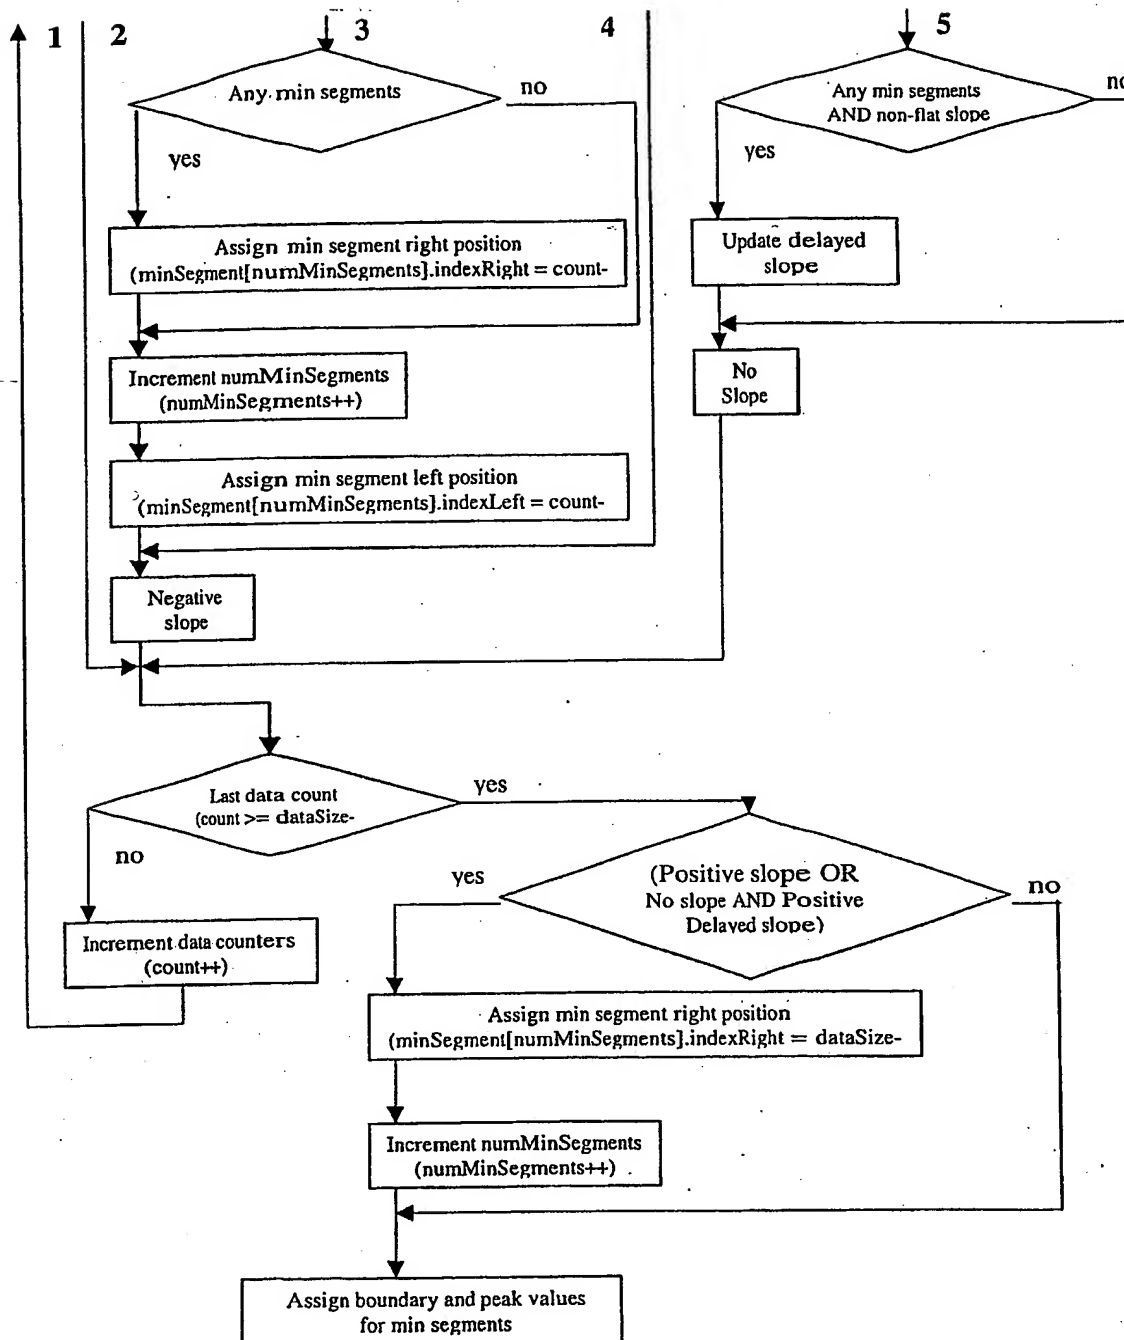 1 2 3 4 5
Any min segments
no
yes
Any min segments
AND non-flat slope
no
yes
Assign min segment right position
(minSegment[numMinSegments].indexRight = count-
Update delayed
slope
Increment numMinSegments
(numMinSegments++)
No
Slope
Assign min segment left position
(minSegment[numMinSegments].indexLeft = count-
Negative
slope
Last data count
(count >= dataSize-
yes
no
(Positive slope OR
No slope AND Positive
Delayed slope)
yes
no
Increment data counters
(count++)
Assign min segment right position
(minSegment[numMinSegments].indexRight = dataSize-
Increment numMinSegments
(numMinSegments++)
Assign boundary and peak values
for min segments